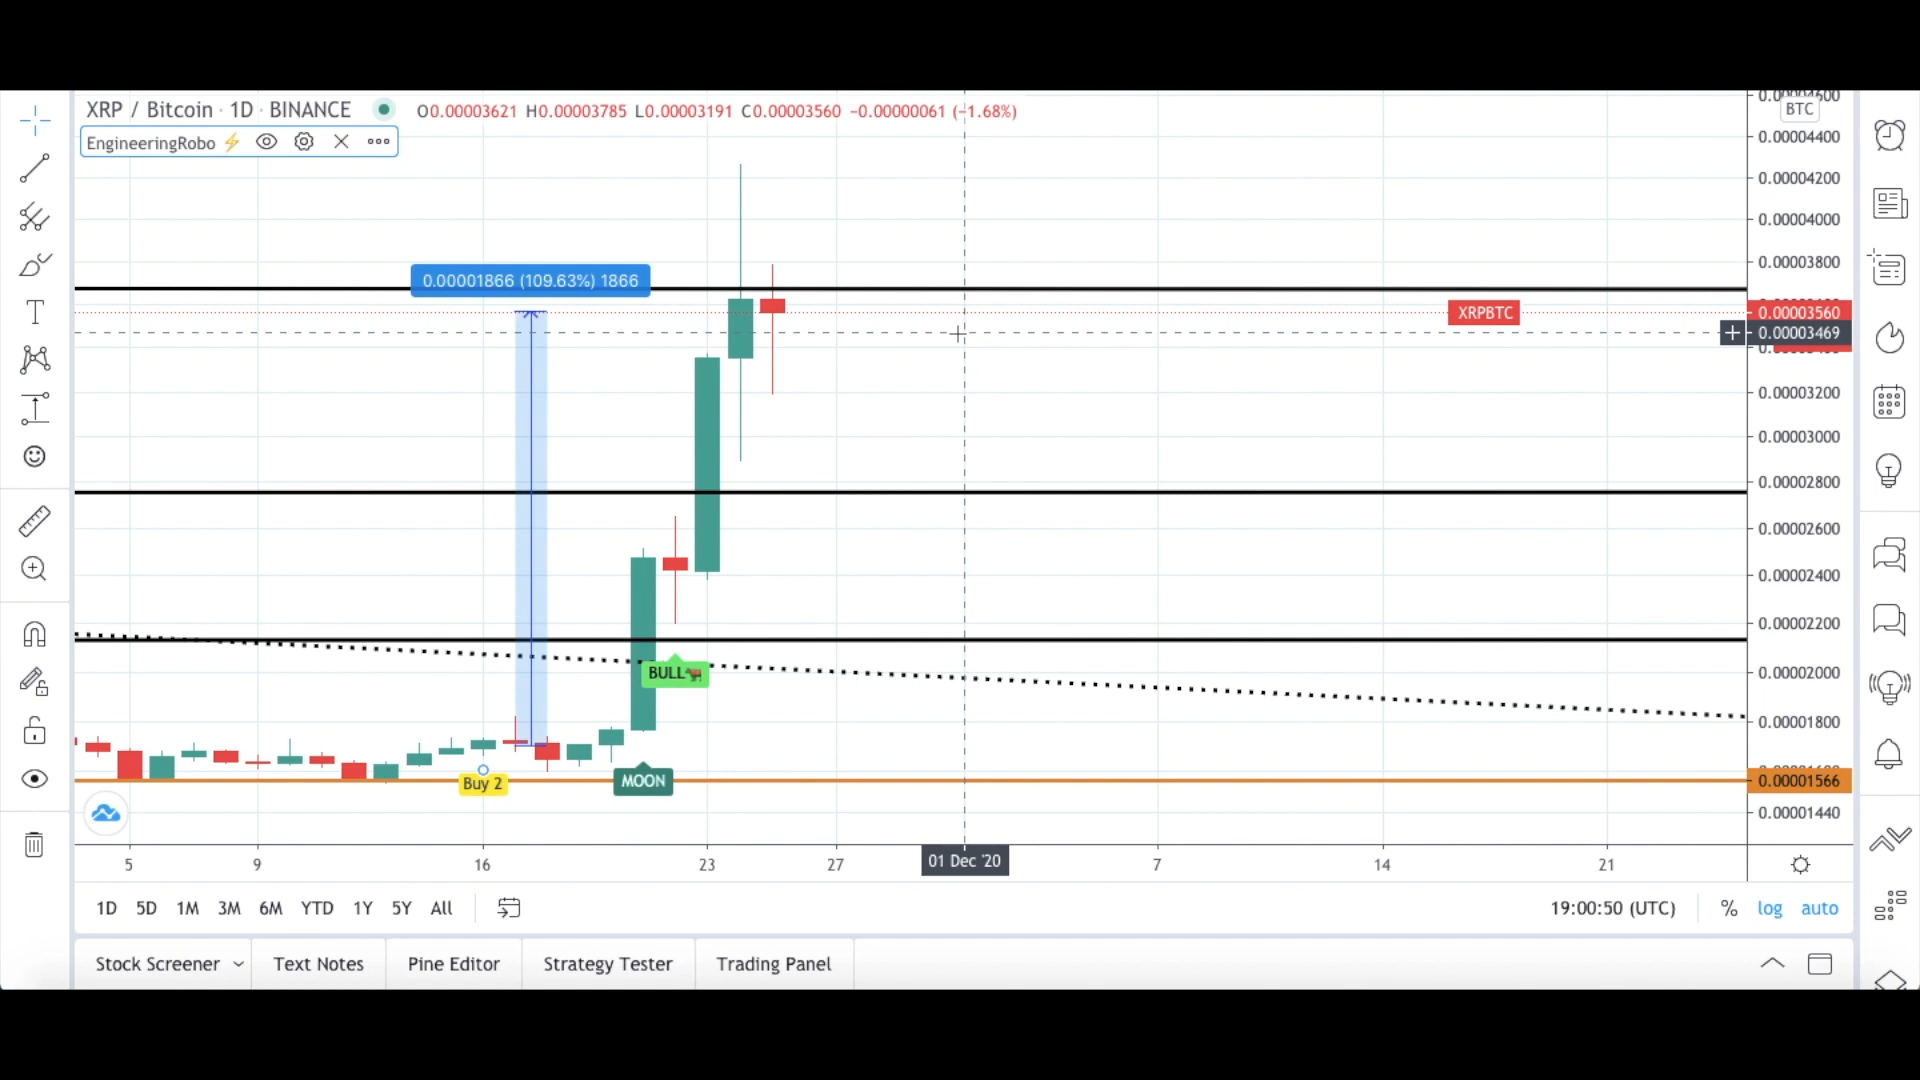 XRP / Bitcoin · 1D · BINANCE O0.00003621 H0.00003785 L0.00003191 C0.00003560 −0.00000061 (−1.68%)
EngineeringRobo
BTC
0.00004400
0.00004200
0.00004000
0.00003800
0.00001866 (109.63%) 1866
XRPBTC 0.00003560
0.00003469
0.00003200
0.00003000
0.00002800
0.00002600
0.00002400
0.00002200
BULL
0.00002000
0.00001800
Buy 2
MOON
0.00001566
0.00001440
5 9 16 23 27 01 Dec '20 7 14 21
1D 5D 1M 3M 6M YTD 1Y 5Y All 19:00:50 (UTC) % log auto
Stock Screener Text Notes Pine Editor Strategy Tester Trading Panel